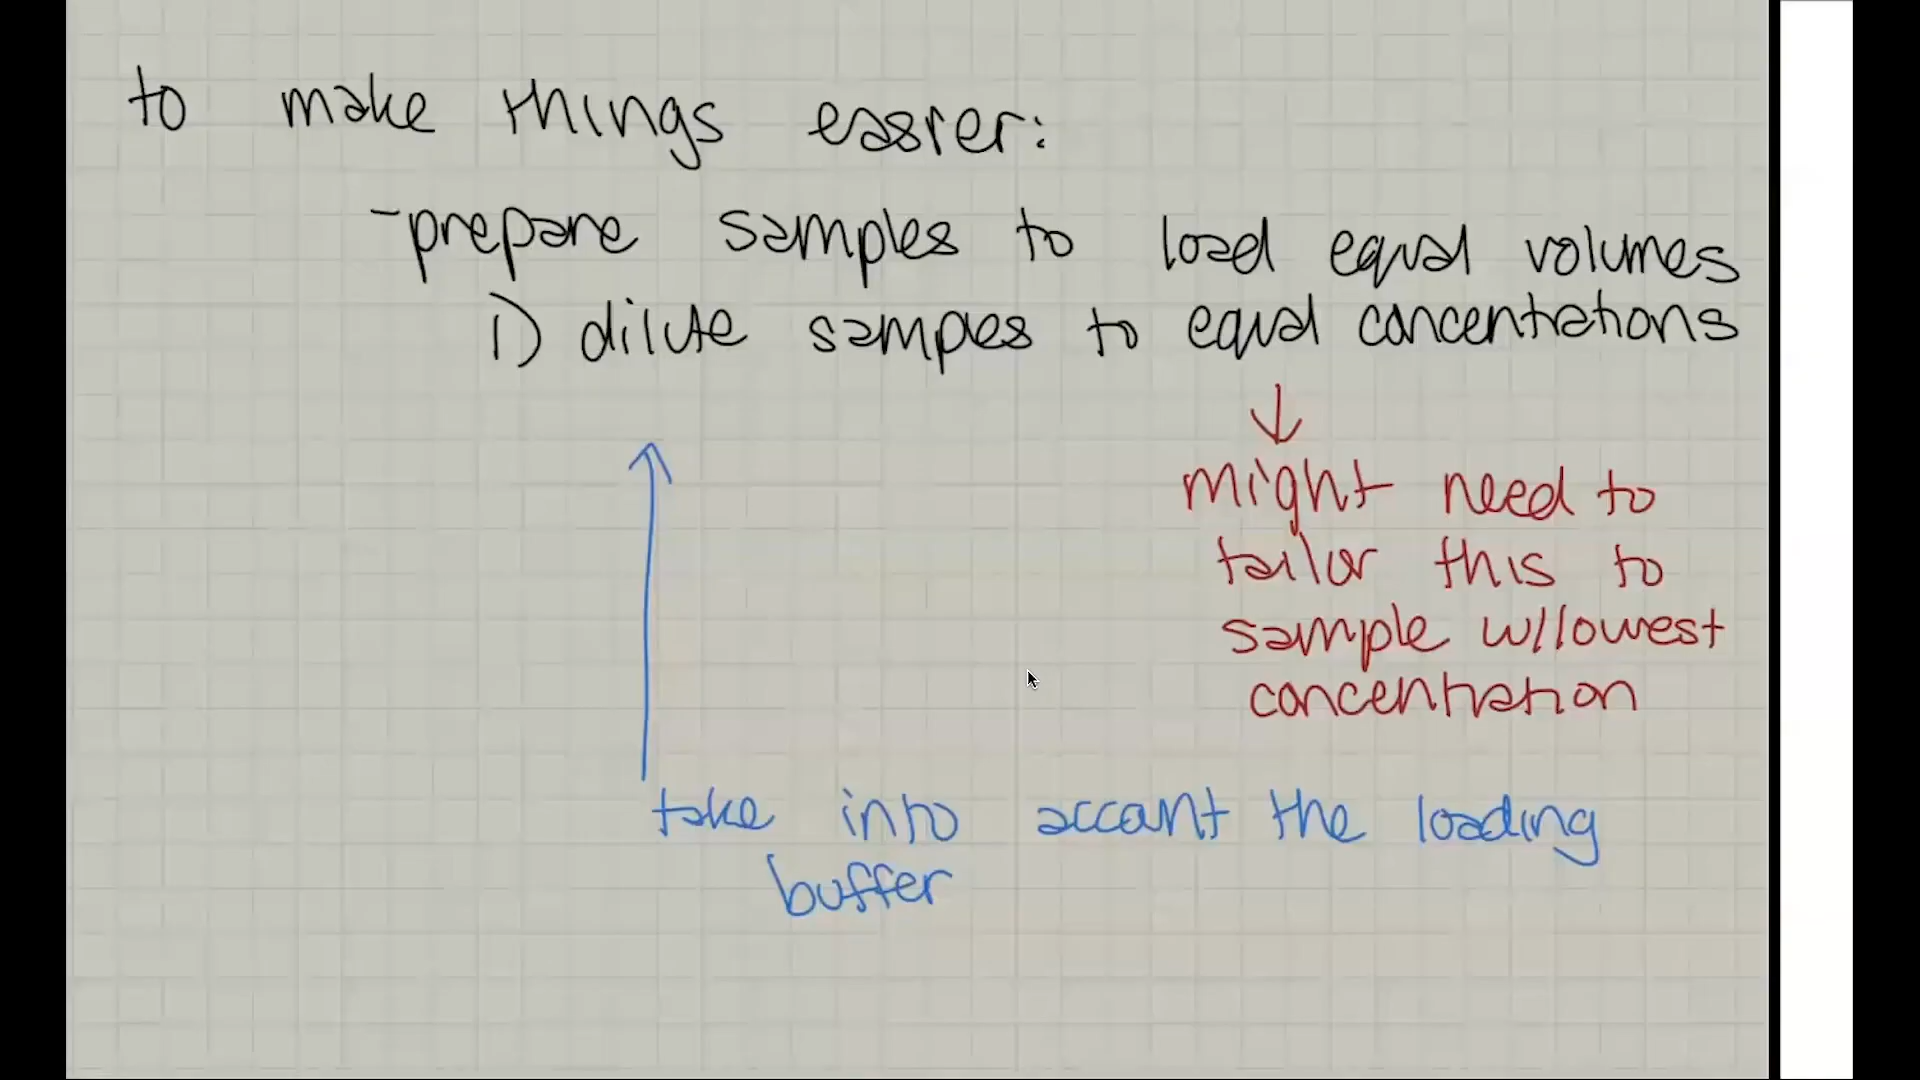 to make things easier:
-prepare samples to load equal volumes
1) dilute samples to equal concentrations
↓
might need to
tailor this to
sample w/lowest
concentration
take into account the loading
buffer